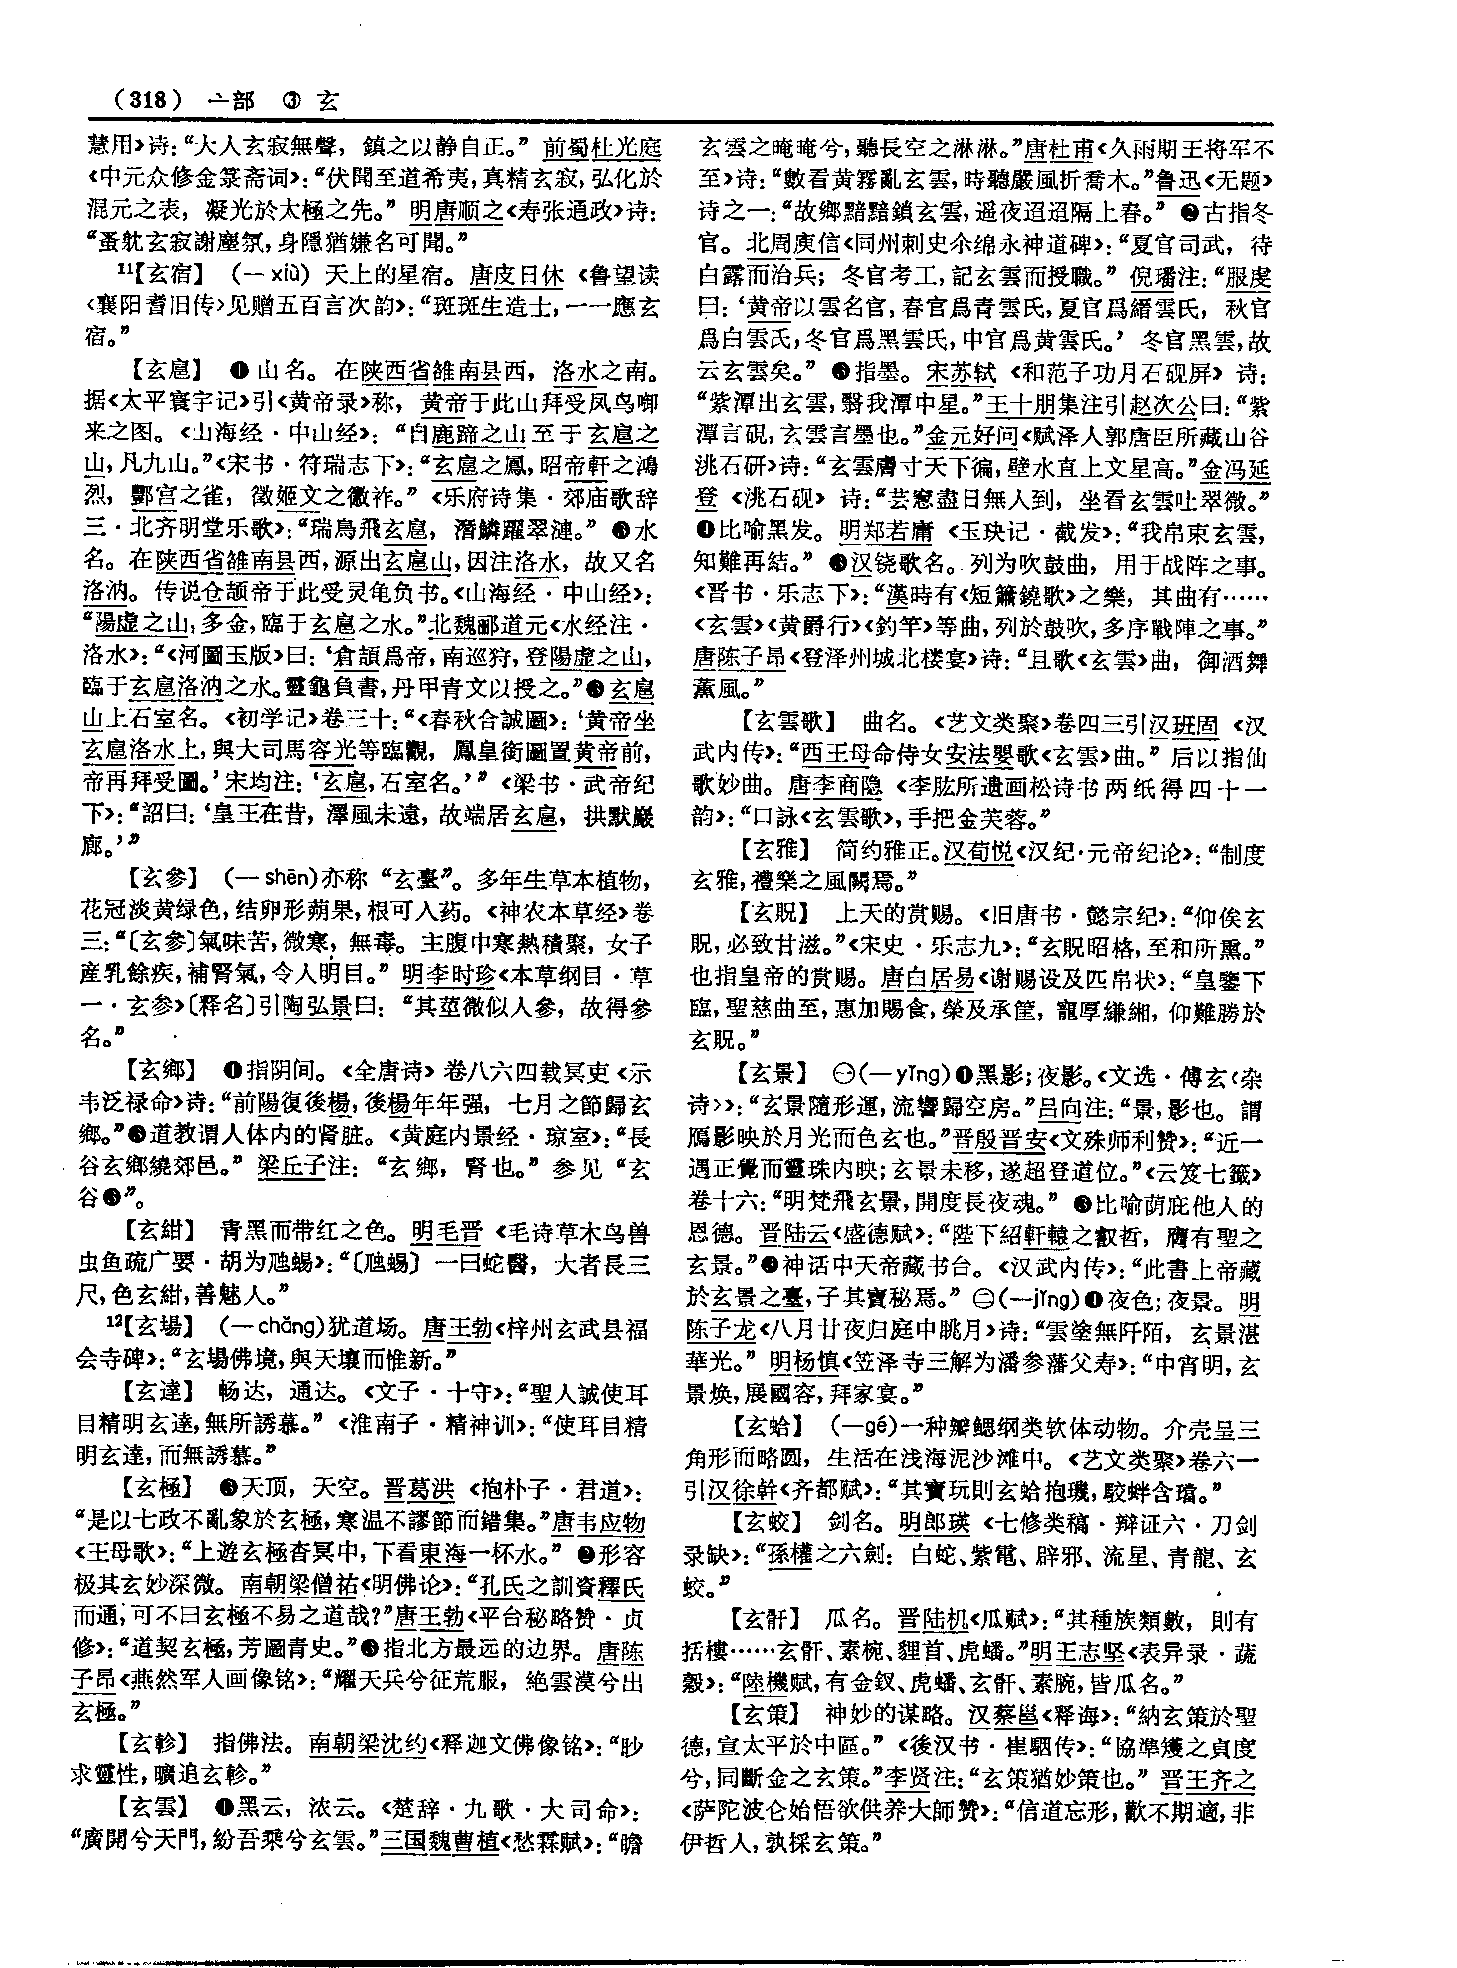 （318） 亠部 ③ 玄
慧用》诗：“大人玄寂無聲，鎮之以静自正。” 前蜀杜光庭
《中元众修金箓斋词》：“伏聞至道希夷，真精玄寂，弘化於
混元之表，凝光於太極之先。” 明唐顺之《寿张通政》诗：
“蚤躭玄寂謝塵氛，身隱猶嫌名可聞。”
11【玄宿】 （—xiù） 天上的星宿。唐皮日休《鲁望读
〈襄阳耆旧传〉见赠五百言次韵》：“斑斑生造士，一一應玄
宿。”
【玄扈】 ❶山名。在陕西省雒南县西，洛水之南。
据《太平寰宇记》引《黄帝录》称，黄帝于此山拜受凤鸟啣
来之图。《山海经·中山经》：“自鹿蹄之山至于玄扈之
山，凡九山。”《宋书·符瑞志下》：“玄扈之鳳，昭帝軒之鴻
烈，酆宫之雀，徵姬文之徽祚。”《乐府诗集·郊庙歌辞
三·北齐明堂乐歌》：“瑞鳥飛玄扈，潛鱗躍翠漣。” ❷水
名。在陕西省雒南县西，源出玄扈山，因注洛水，故又名
洛汭。传说仓颉帝于此受灵龟负书。《山海经·中山经》：
“陽虚之山，多金，臨于玄扈之水。”北魏郦道元《水经注·
洛水》：“《河圖玉版》曰：‘倉頡爲帝，南巡狩，登陽虚之山，
臨于玄扈洛汭之水。靈龜負書，丹甲青文以授之。”❸玄扈
山上石室名。《初学记》卷三十：“《春秋合誠圖》：‘黄帝坐
玄扈洛水上，與大司馬容光等臨觀，鳳皇銜圖置黄帝前，
帝再拜受圖。’宋均注：‘玄扈，石室名。’”《梁书·武帝纪
下》：“詔曰：‘皇王在昔，澤風未遠，故端居玄扈，拱默巖
廊。’”
【玄参】 （—shēn）亦称“玄臺”。多年生草本植物，
花冠淡黄绿色，结卵形蒴果，根可入药。《神农本草经》卷
三：“〔玄参〕氣味苦，微寒，無毒。主腹中寒熱積聚，女子
産乳餘疾，補腎氣，令人明目。” 明李时珍《本草纲目·草
一·玄参》〔释名〕引陶弘景曰：“其莖微似人參，故得參
名。”
【玄鄉】 ❶指阴间。《全唐诗》卷八六四载冥吏《示
韦泛禄命》诗：“前陽復後楊，後楊年年强，七月之節歸玄
鄉。”❷道教谓人体内的肾脏。《黄庭内景经·琼室》：“長
谷玄鄉繞郊邑。” 梁丘子注：“玄鄉，腎也。” 参见“玄
谷❸”。
【玄紺】 青黑而带红之色。明毛晋《毛诗草木鸟兽
虫鱼疏广要·胡为虺蜴》：“〔虺蜴〕一曰蛇醫，大者長三
尺，色玄紺，善魅人。”
12【玄場】 （—chǎng）犹道场。唐王勃《梓州玄武县福
会寺碑》：“玄場佛境，與天壤而惟新。”
【玄達】 畅达，通达。《文子·十守》：“聖人誠使耳
目精明玄達，無所誘慕。”《淮南子·精神训》：“使耳目精
明玄達，而無誘慕。”
【玄極】 ❶天顶，天空。晋葛洪《抱朴子·君道》：
“是以七政不亂象於玄極，寒温不謬節而錯集。”唐韦应物
《王母歌》：“上遊玄極杳冥中，下看東海一杯水。” ❷形容
极其玄妙深微。南朝梁僧祐《明佛论》：“孔氏之訓資釋氏
而通，可不曰玄極不易之道哉？”唐王勃《平台秘略赞·贞
修》：“道契玄極，芳圖青史。”❸指北方最远的边界。唐陈
子昂《燕然军人画像铭》：“耀天兵兮征荒服，絶雲漠兮出
玄極。”
【玄軫】 指佛法。南朝梁沈约《释迦文佛像铭》：“眇
求靈性，曠追玄軫。”
【玄雲】 ❶黑云，浓云。《楚辞·九歌·大司命》：
“廣開兮天門，紛吾乘兮玄雲。”三国魏曹植《愁霖赋》：“瞻
玄雲之晻晻兮，聽長空之淋淋。”唐杜甫《久雨期王将军不
至》诗：“數看黄霧亂玄雲，時聽嚴風折喬木。”鲁迅《无题》
诗之一：“故鄉黯黯鎖玄雲，遥夜迢迢隔上春。” ❷古指冬
官。北周庾信《同州刺史尒绵永神道碑》：“夏官司武，待
白露而治兵；冬官考工，記玄雲而授職。” 倪璠注：“服虔
曰：‘黄帝以雲名官，春官爲青雲氏，夏官爲縉雲氏，秋官
爲白雲氏，冬官爲黑雲氏，中官爲黄雲氏。’冬官黑雲，故
云玄雲矣。” ❸指墨。宋苏轼《和范子功月石砚屏》诗：
“紫潭出玄雲，翳我潭中星。”王十朋集注引赵次公曰：“紫
潭言硯，玄雲言墨也。”金元好问《赋泽人郭唐臣所藏山谷
洮石研》诗：“玄雲膚寸天下徧，壁水直上文星高。”金冯延
登《洮石砚》诗：“芸窻盡日無人到，坐看玄雲吐翠微。”
❹比喻黑发。明郑若庸《玉玦记·截发》：“我帛束玄雲，
知難再结。” ❺汉铙歌名。列为吹鼓曲，用于战阵之事。
《晋书·乐志下》：“漢時有《短簫鐃歌》之樂，其曲有……
《玄雲》《黄爵行》《釣竿》等曲，列於鼓吹，多序戰陣之事。”
唐陈子昂《登泽州城北楼宴》诗：“且歌《玄雲》曲，御酒舞
薰風。”
【玄雲歌】 曲名。《艺文类聚》卷四三引汉班固《汉
武内传》：“西王母命侍女安法嬰歌《玄雲》曲。”后以指仙
歌妙曲。唐李商隐《李肱所遗画松诗书两纸得四十一
韵》：“口詠《玄雲歌》，手把金芙蓉。”
【玄雅】 简约雅正。汉荀悦《汉纪·元帝纪论》：“制度
玄雅，禮樂之風闕焉。”
【玄貺】 上天的赏赐。《旧唐书·懿宗纪》：“仰俟玄
貺，必致甘滋。”《宋史·乐志九》：“玄貺昭格，至和所熏。”
也指皇帝的赏赐。唐白居易《谢赐设及匹帛状》：“皇鑒下
臨，聖慈曲至，惠加賜食，榮及承筐，寵厚縑緗，仰難勝於
玄貺。”
【玄景】 ㊀（—yǐng）❶黑影；夜影。《文选·傅玄〈杂
诗〉》：“玄景隨形運，流響歸空房。”吕向注：“景，影也。謂
鴈影映於月光而色玄也。”晋殷晋安《文殊师利赞》：“近一
遇正覺而靈珠内映；玄景未移，遂超登道位。”《云笈七籤》
卷十六：“明梵飛玄景，開度長夜魂。” ❷比喻荫庇他人的
恩德。晋陆云《盛德赋》：“陛下紹軒轅之叡哲，膺有聖之
玄景。”❸神话中天帝藏书台。《汉武内传》：“此書上帝藏
於玄景之臺，子其寶秘焉。” ㊁（—jǐng）❶夜色；夜景。明
陈子龙《八月廿夜归庭中眺月》诗：“雲塗無阡陌，玄景湛
華光。” 明杨慎《笠泽寺三解为潘参藩父寿》：“中宵明，玄
景焕，展國容，拜家宴。”
【玄蛤】 （—gé）一种瓣鳃纲类软体动物。介壳呈三
角形而略圆，生活在浅海泥沙滩中。《艺文类聚》卷六一
引汉徐幹《齐都赋》：“其寶玩則玄蛤抱璣，駮蚌含璫。”
【玄蛟】 剑名。明郎瑛《七修类稿·辩证六·刀剑
录缺》：“孫權之六劍：白蛇、紫電、辟邪、流星、青龍、玄
蛟。”
【玄骭】 瓜名。晋陆机《瓜赋》：“其種族類數，則有
括樓……玄骭、素椀、貍首、虎蟠。”明王志坚《表异录·蔬
穀》：“陸機赋，有金釵、虎蟠、玄骭、素腕，皆瓜名。”
【玄策】 神妙的谋略。汉蔡邕《释诲》：“納玄策於聖
德，宣太平於中區。”《後汉书·崔駰传》：“協準矱之貞度
兮，同斷金之玄策。”李贤注：“玄策猶妙策也。” 晋王齐之
《萨陀波仑始悟欲供养大師赞》：“信道忘形，歡不期適，非
伊哲人，孰採玄策。”